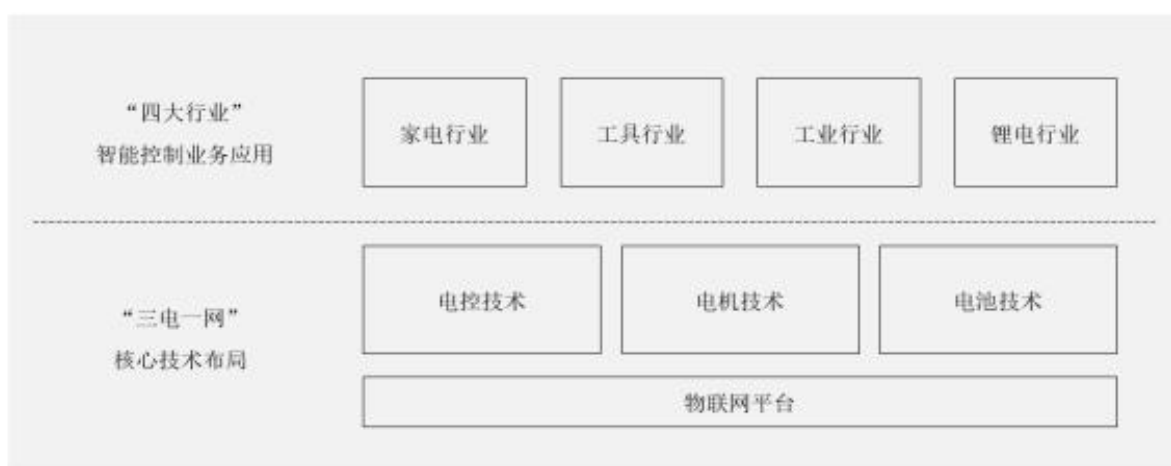 “四大行业”
智能控制业务应用
家电行业
工具行业
工业行业
锂电行业
“三电一网”
核心技术布局
电控技术
电机技术
电池技术
物联网平台